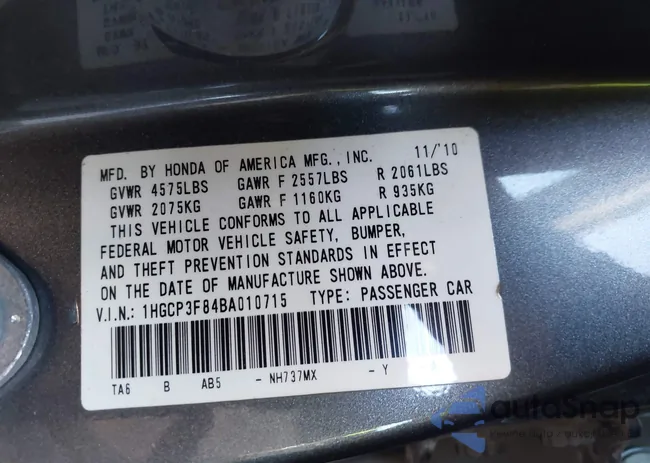 MFD. BY HONDA OF AMERICA MFG., INC. 11/'10
GVWR 4575LBS GAWR F 2557LBS R 2061LBS
GVWR 2075KG GAWR F 1160KG R 935KG
THIS VEHICLE CONFORMS TO ALL APPLICABLE
FEDERAL MOTOR VEHICLE SAFETY, BUMPER,
AND THEFT PREVENTION STANDARDS IN EFFECT
ON THE DATE OF MANUFACTURE SHOWN ABOVE.
V.I.N.: 1HGCP3F84BA010715 TYPE: PASSENGER CAR
TA6 B AB5 - NH737MX - Y
autoSnap